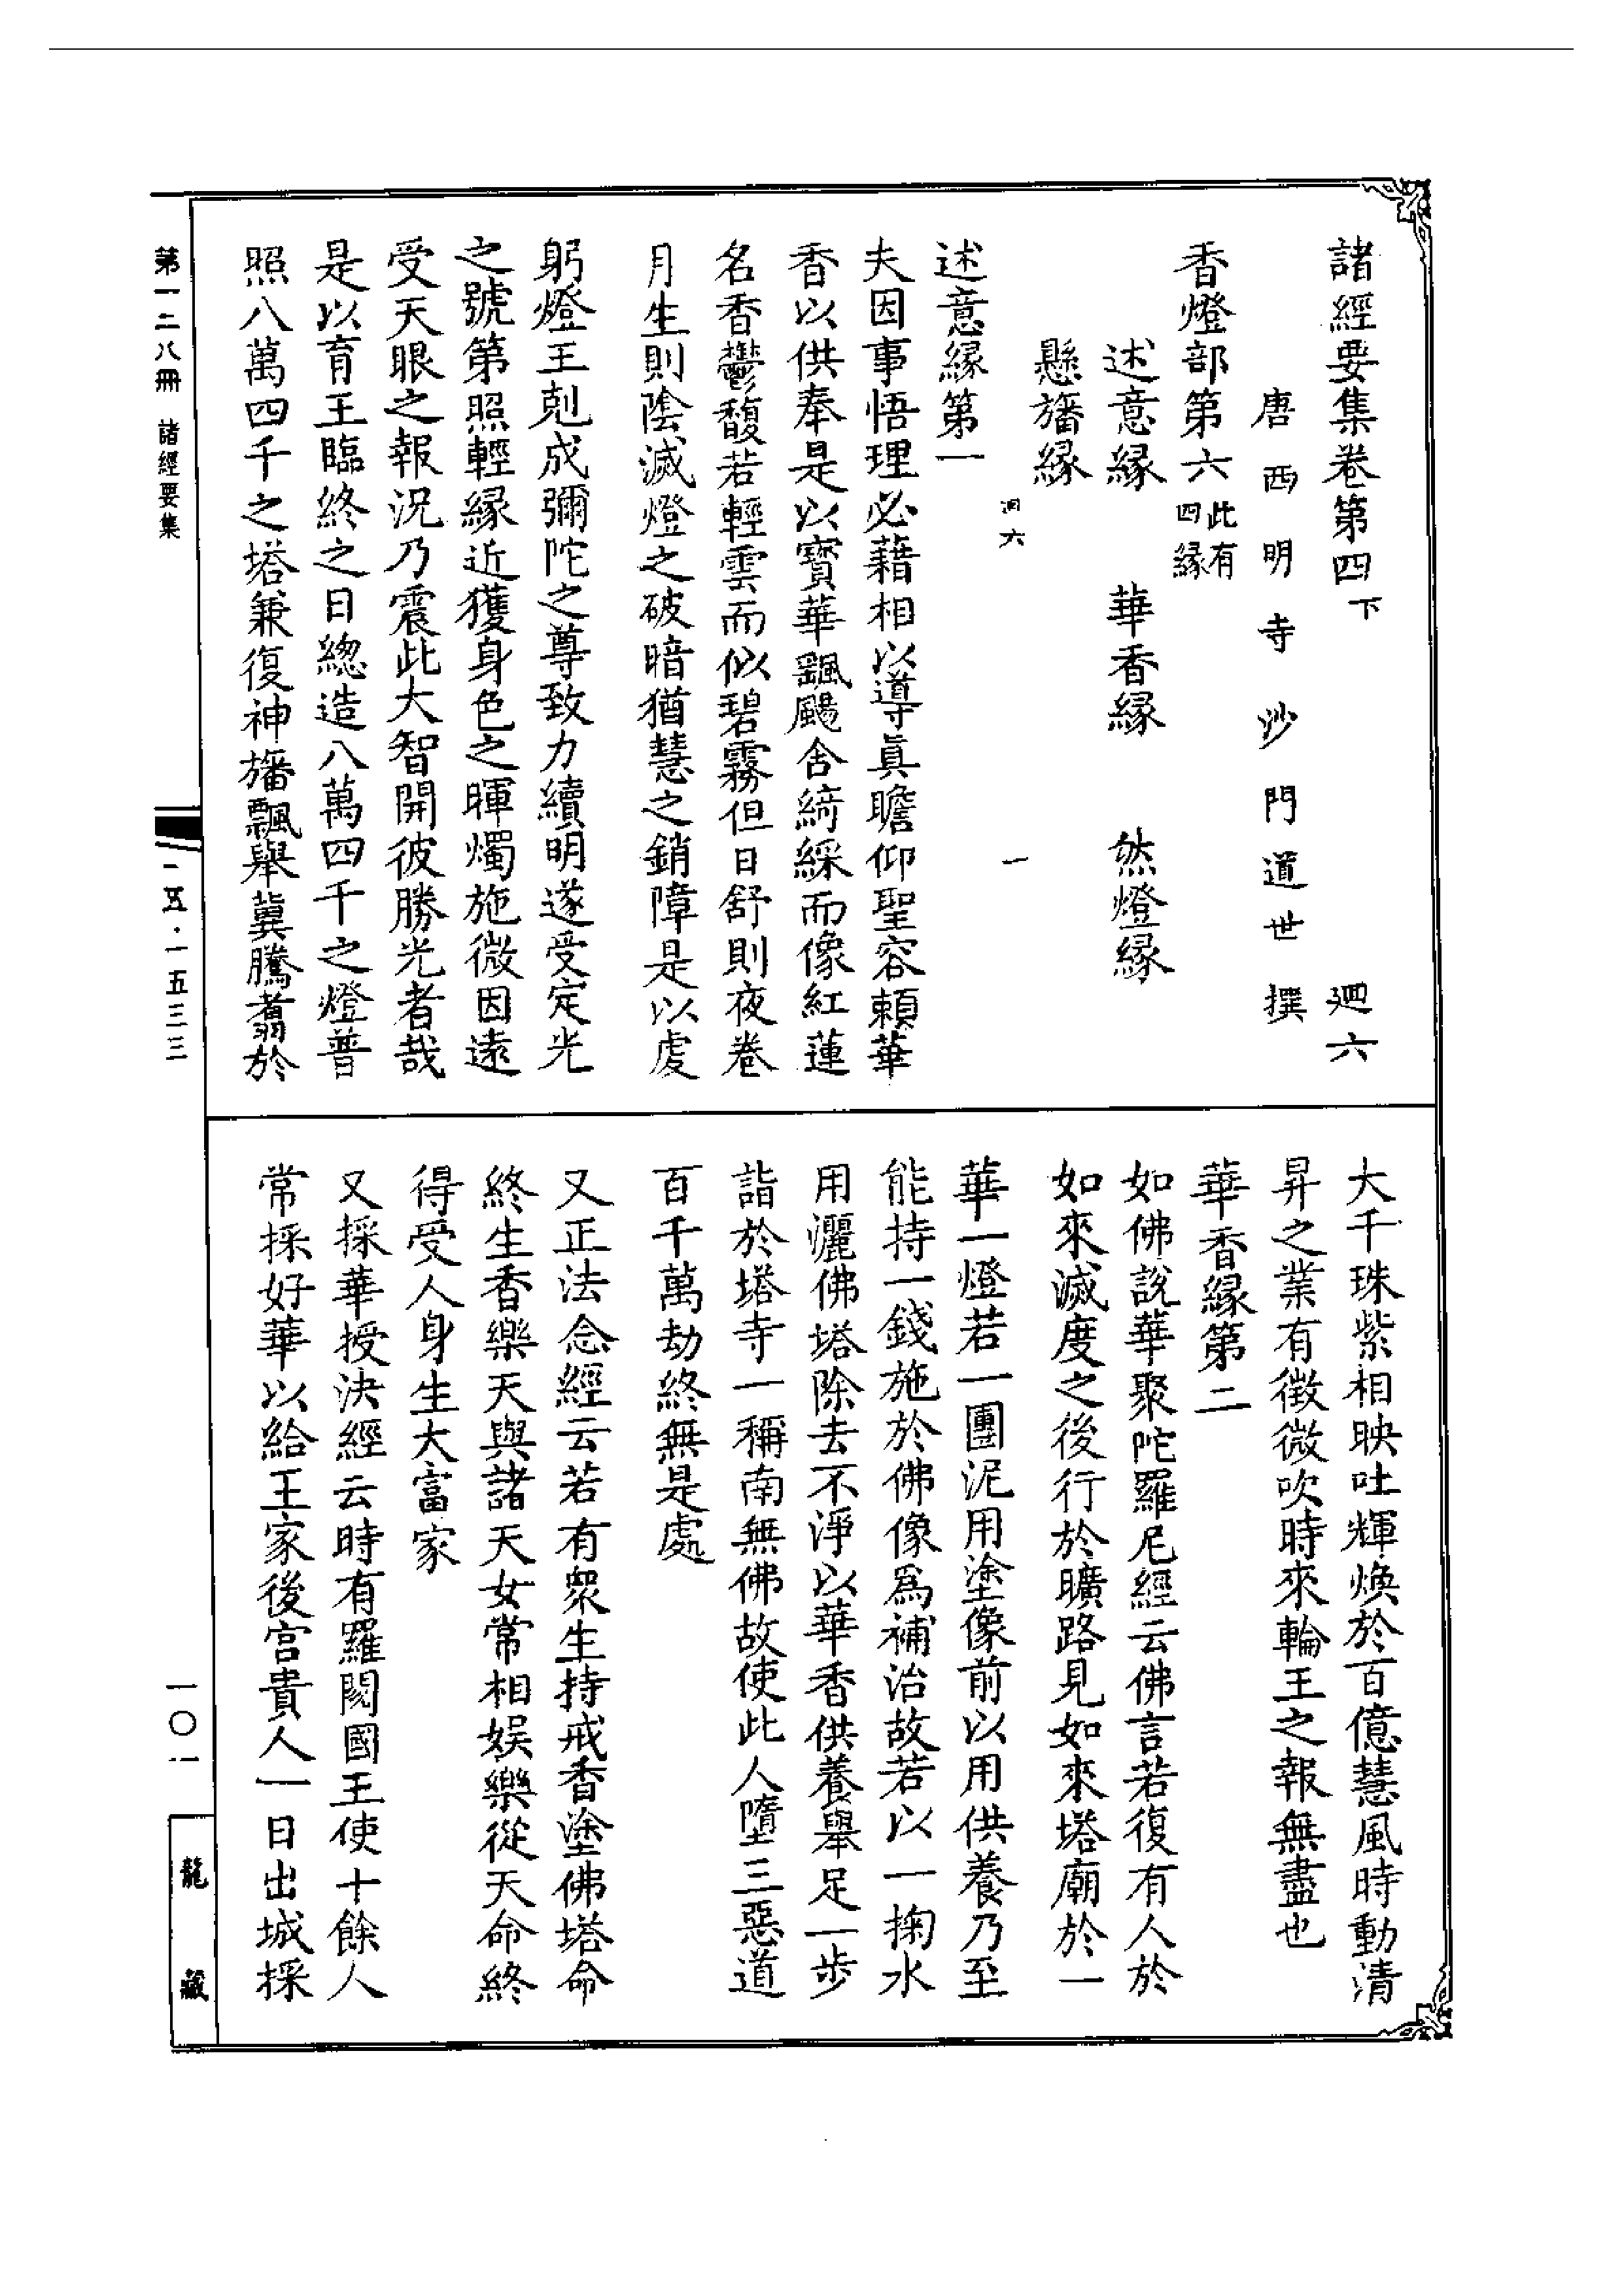 諸經要集卷第四下　迴六
唐西明寺沙門道世撰
香燈部第六此有四緣
述意緣　華香緣　然燈緣
懸旛緣
迴六　一
述意緣第一
夫因事悟理必藉相以導真瞻仰聖容賴華
香以供奉是以寶華飄颺含綺綵而像紅蓮
名香鬱馥若輕雲而似碧霧但日舒則夜卷
月生則陰滅燈之破暗猶慧之銷障是以虔
躬燈王剋成彌陀之尊致力續明遂受定光
之號第照輕緣近獲身色之暉燭施微因遠
受天眼之報況乃震此大智開彼勝光者哉
是以育王臨終之日總造八萬四千之燈普
照八萬四千之塔兼復神旛飄舉冀騰翥於
大千珠紫相映吐輝煥於百億慧風時動清
昇之業有徵微吹時來輪王之報無盡也
華香緣第二
如佛說華聚陀羅尼經云佛言若復有人於
如來滅度之後行於曠路見如來塔廟於一
華一燈若一團泥用塗像前以用供養乃至
能持一錢施於佛像爲補治故若以一掬水
用灑佛塔除去不淨以華香供養舉足一步
詣於塔寺一稱南無佛故使此人墮三惡道
百千萬劫終無是處
又正法念經云若有眾生持戒香塗佛塔命
終生香樂天與諸天女常相娛樂從天命終
得受人身生大富家
又採華授決經云時有羅閱國王使十餘人
常採好華以給王家後宮貴人一日出城採
第一二八冊　諸經要集
一五·一五三三
一〇一
龍藏